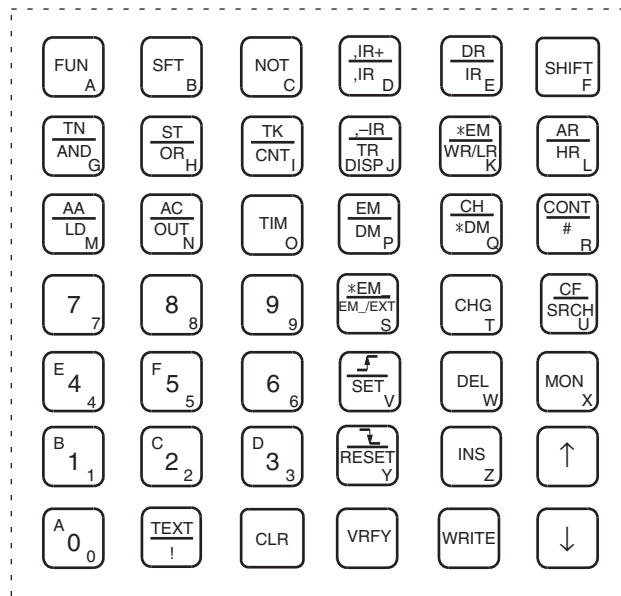 FUN A SFT B NOT C ,IR+ ,IR D DR IR E SHIFT F
TN AND G ST OR H TK CNT I ,–IR TR DISP J *EM WR/LR K AR HR L
AA LD M AC OUT N TIM O EM DM P CH *DM Q CONT # R
7 7 8 8 9 9 *EM_ EM_/EXT S CHG T CF SRCH U
E 4 4 F 5 5 6 6 SET V DEL W MON X
B 1 1 C 2 2 D 3 3 RESET Y INS Z ↑
A 0 0 TEXT ! CLR VRFY WRITE ↓